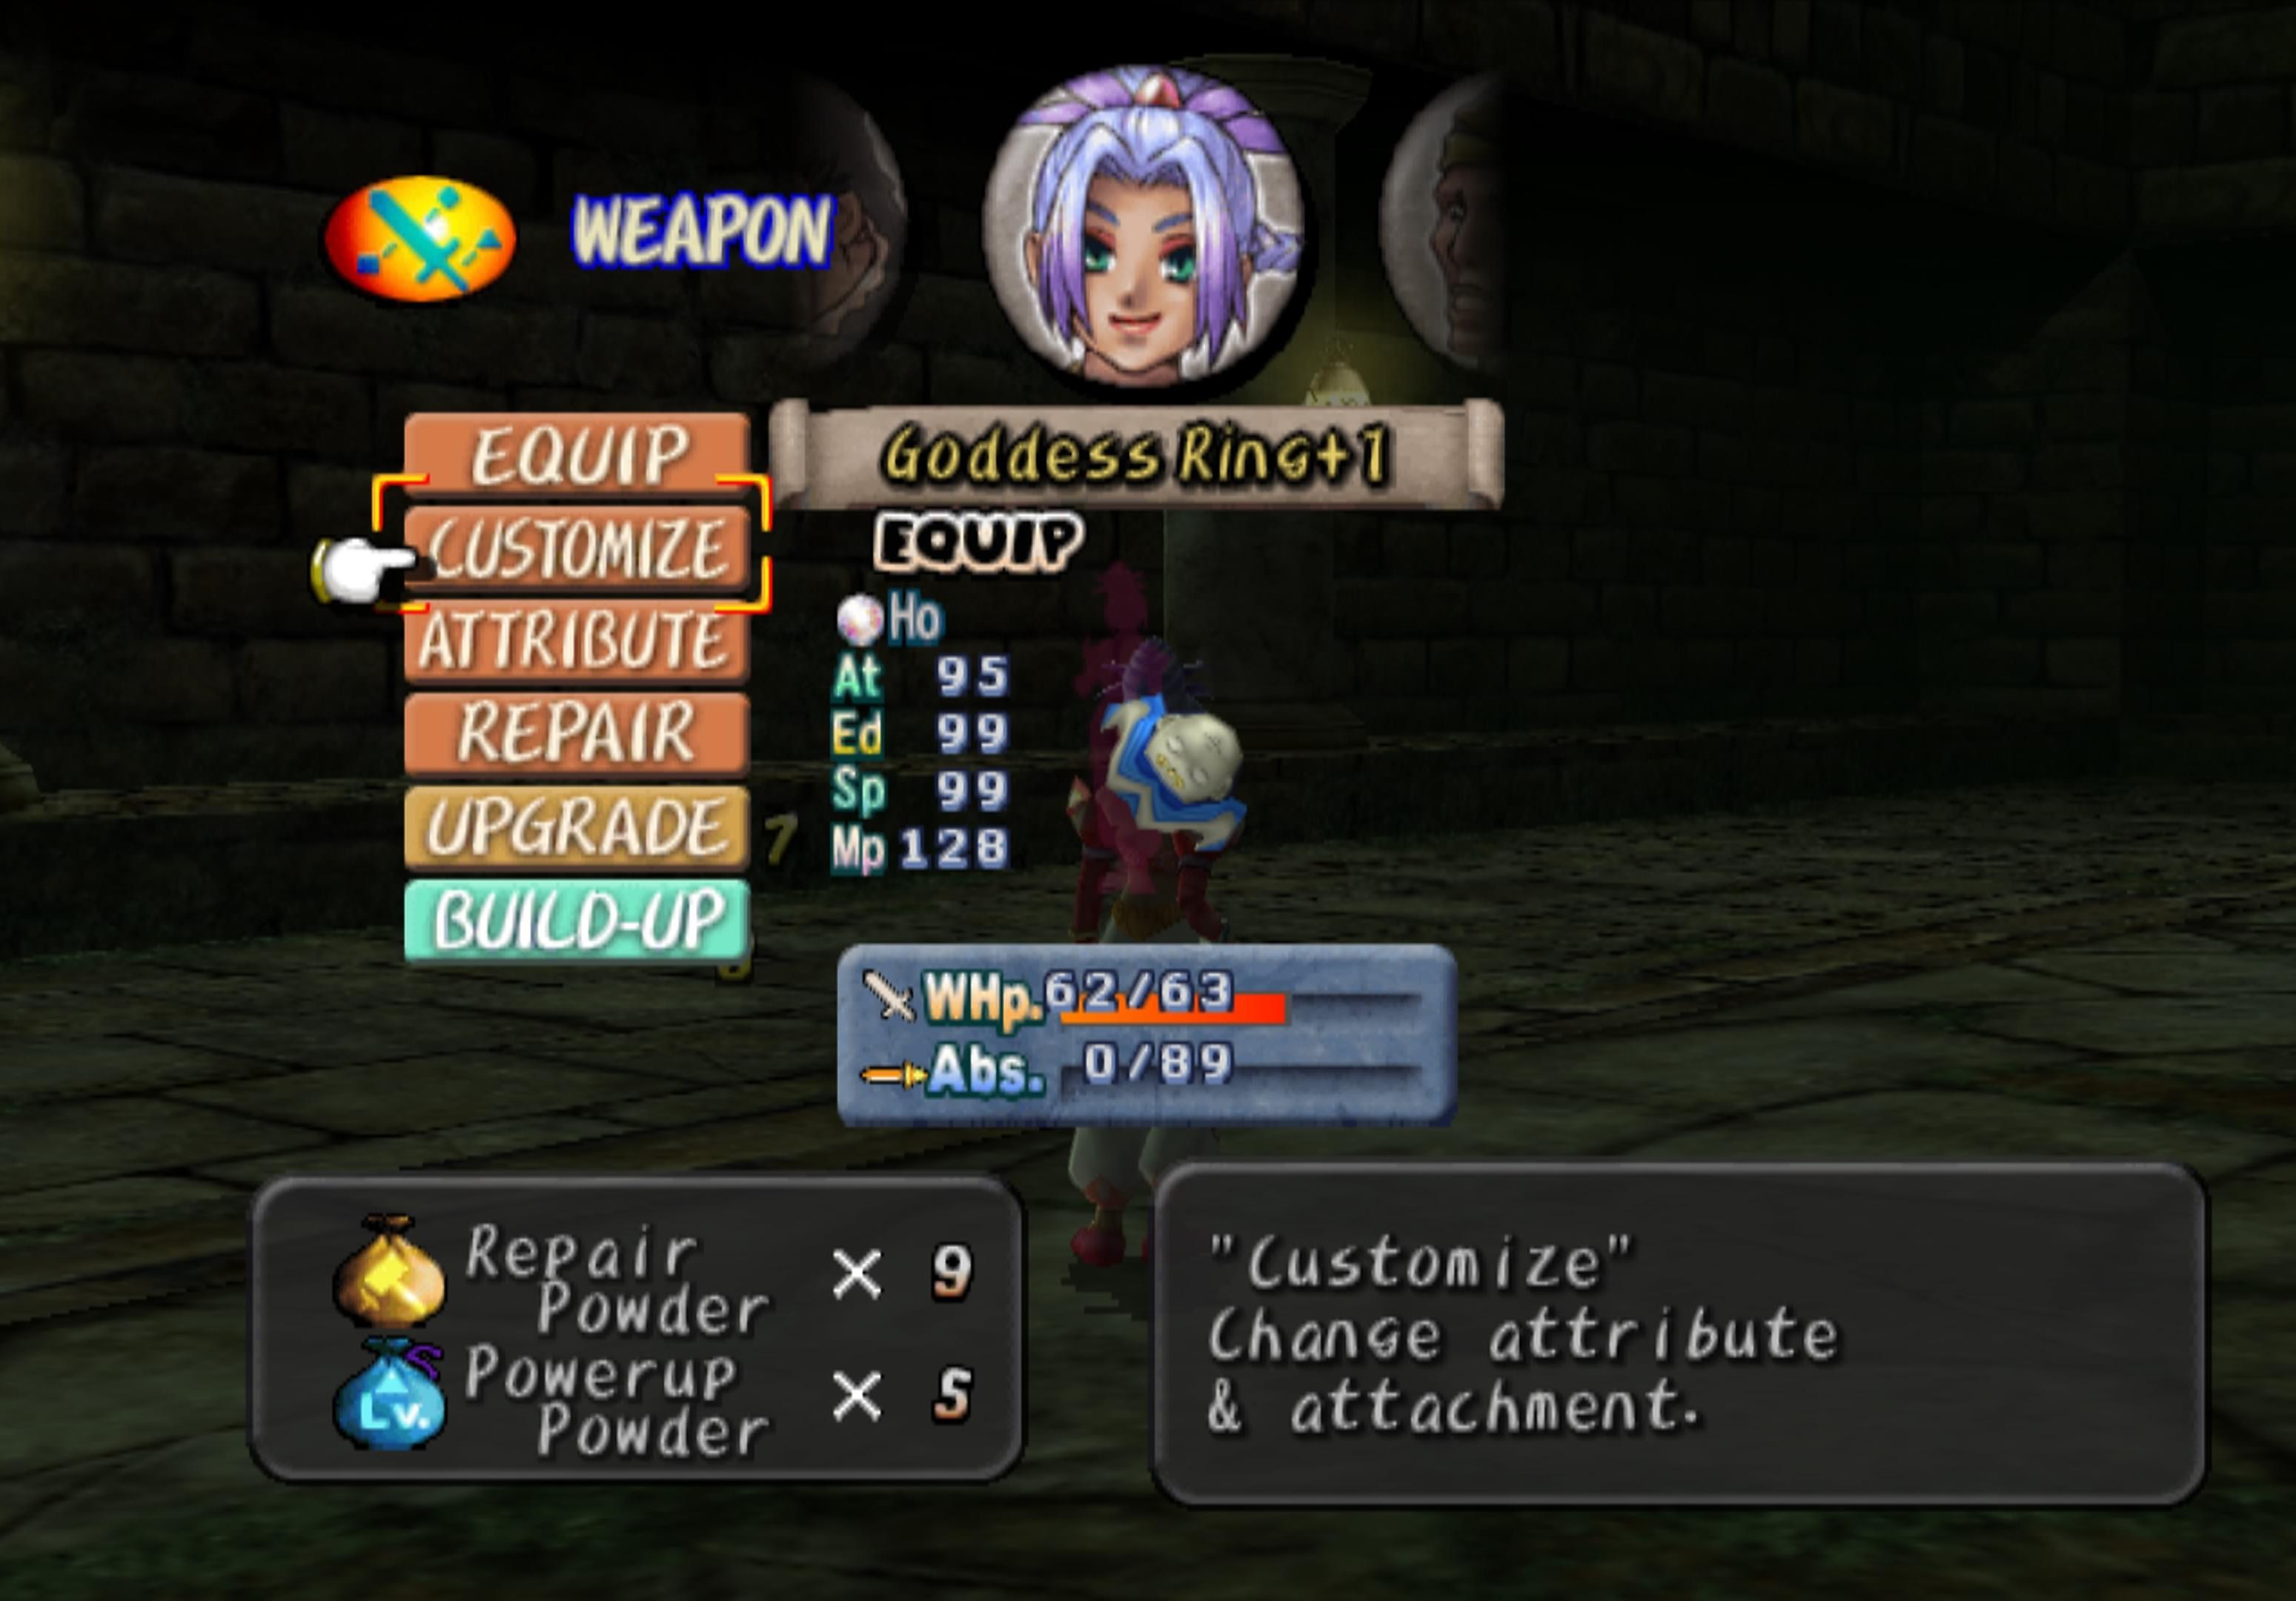 WEAPON
EQUIP
CUSTOMIZE
ATTRIBUTE
REPAIR
UPGRADE
BUILD-UP
Goddess Ring+1
EQUIP
Ho
At 95
Ed 99
Sp 99
Mp 128
WHp. 62/63
Abs. 0/89
Repair
Powder × 9
Powerup
Powder × 5
Lv.
"Customize"
Change attribute
& attachment.